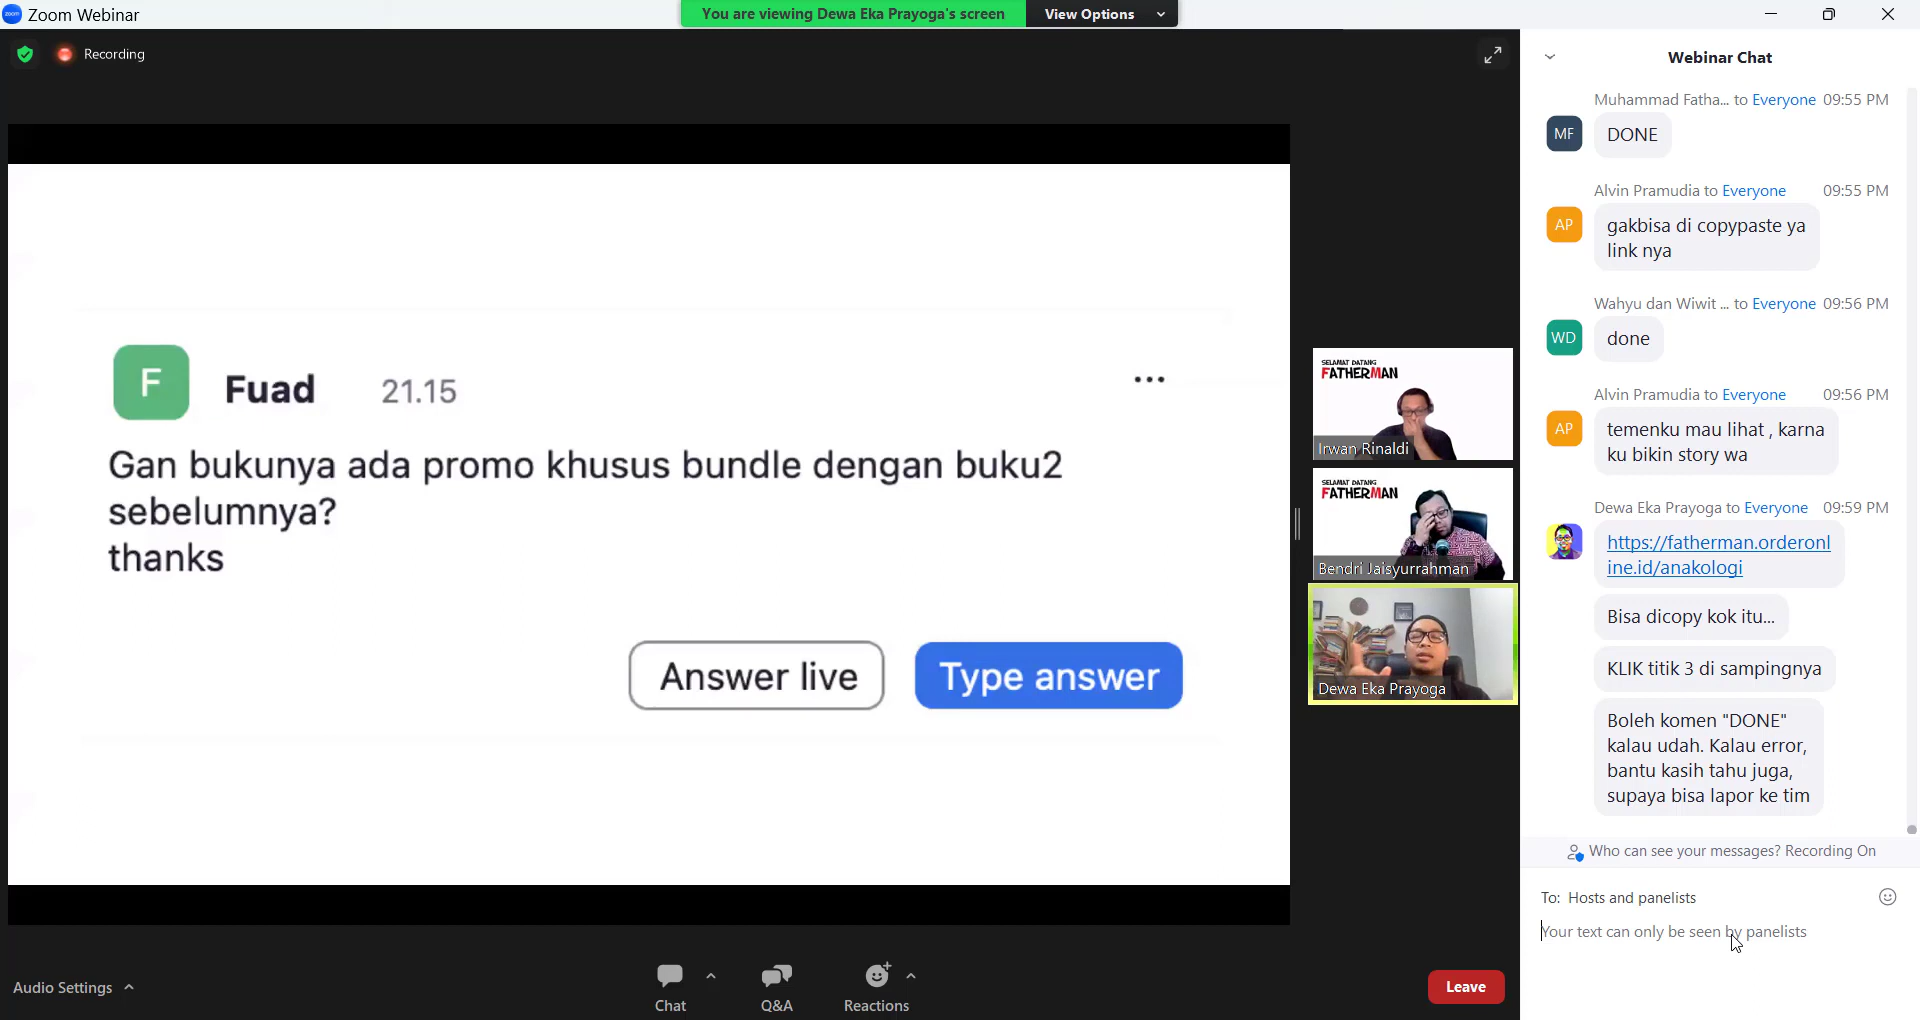 zoom
Zoom Webinar
You are viewing Dewa Eka Prayoga's screen
View Options
Recording
F
Fuad
21.15
Gan bukunya ada promo khusus bundle dengan buku2
sebelumnya?
thanks
Answer live
Type answer
SELAMAT DATANG
FATHERMAN
Irwan Rinaldi
SELAMAT DATANG
FATHERMAN
Bendri Jaisyurrahman
Dewa Eka Prayoga
Webinar Chat
Muhammad Fatha... to Everyone 09:55 PM
MF
DONE
Alvin Pramudia to Everyone 09:55 PM
AP
gakbisa di copypaste ya
link nya
Wahyu dan Wiwit ... to Everyone 09:56 PM
WD
done
Alvin Pramudia to Everyone 09:56 PM
AP
temenku mau lihat , karna
ku bikin story wa
Dewa Eka Prayoga to Everyone 09:59 PM
https://fatherman.orderonl
ine.id/anakologi
Bisa dicopy kok itu...
KLIK titik 3 di sampingnya
Boleh komen "DONE"
kalau udah. Kalau error,
bantu kasih tahu juga,
supaya bisa lapor ke tim
Who can see your messages? Recording On
To: Hosts and panelists
Your text can only be seen by panelists
Audio Settings
Chat
Q&A
Reactions
Leave